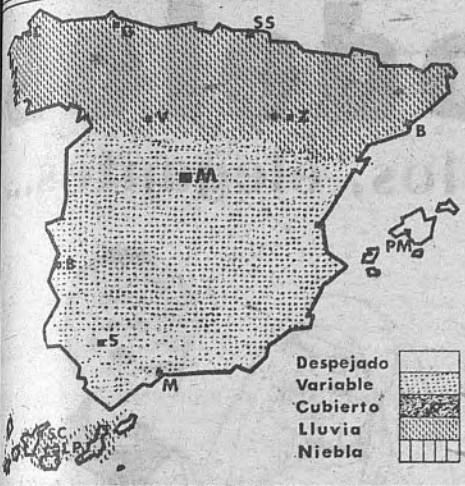 G
SS
V
Z
B
M
PM
B
S
M
SC
LP
Despejado
Variable
Cubierto
Lluvia
Niebla